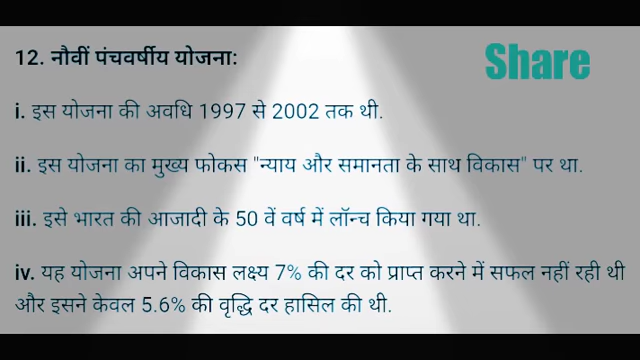 12. नौवीं पंचवर्षीय योजना:
Share
i. इस योजना की अवधि 1997 से 2002 तक थी.
ii. इस योजना का मुख्य फोकस "न्याय और समानता के साथ विकास" पर था.
iii. इसे भारत की आजादी के 50 वें वर्ष में लॉन्च किया गया था.
iv. यह योजना अपने विकास लक्ष्य 7% की दर को प्राप्त करने में सफल नहीं रही थी
और इसने केवल 5.6% की वृद्धि दर हासिल की थी.